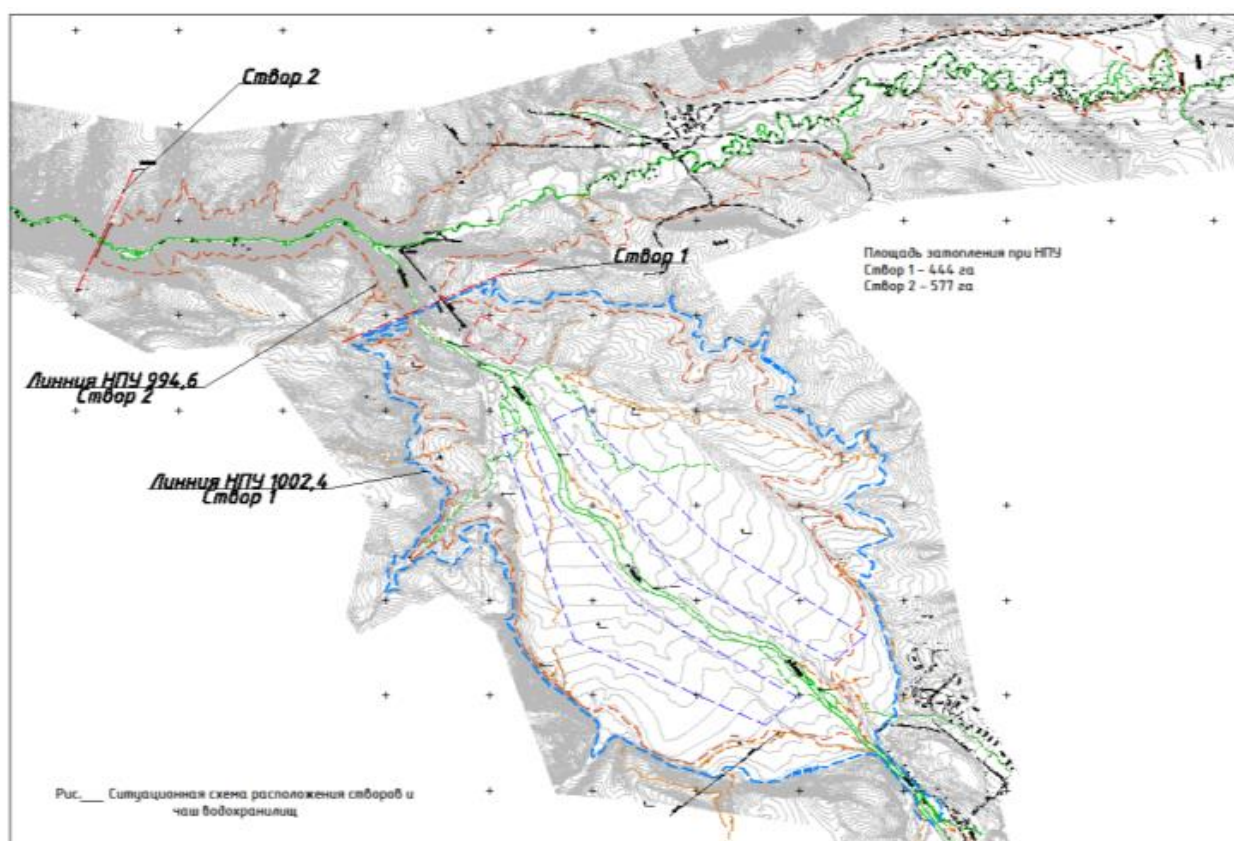 Створ 2
Створ 1
Площадь затопления при НПУ
Створ 1 - 444 га
Створ 2 - 577 га
Линния НПУ 994,6
Створ 2
Линния НПУ 1002,4
Створ 1
Рис.___ Ситуационная схема расположения створов и
чаш водохранилищ